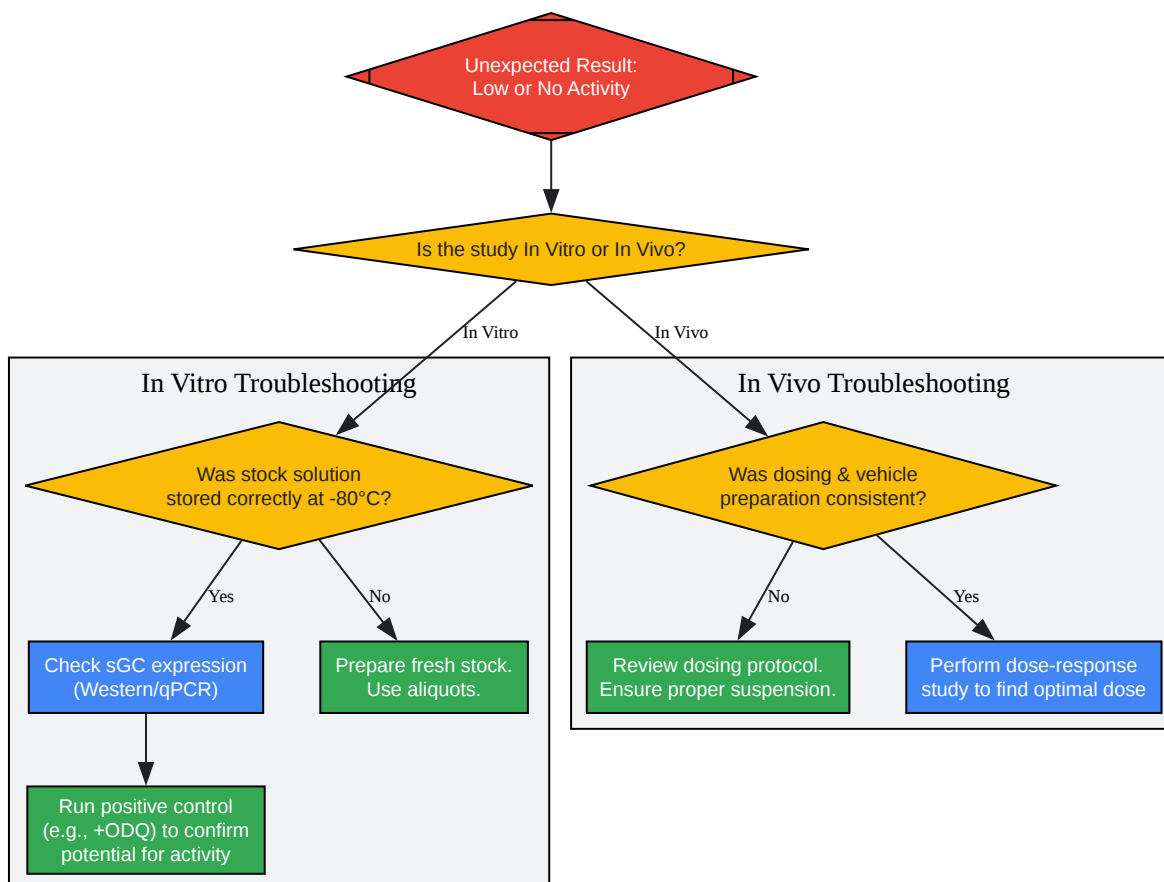 Unexpected Result:
Low or No Activity
Is the study In Vitro or In Vivo?
In Vitro
In Vivo
In Vitro Troubleshooting
Was stock solution
stored correctly at -80°C?
Yes
No
Check sGC expression
(Western/qPCR)
Prepare fresh stock.
Use aliquots.
Run positive control
(e.g., +ODQ) to confirm
potential for activity
In Vivo Troubleshooting
Was dosing & vehicle
preparation consistent?
No
Yes
Review dosing protocol.
Ensure proper suspension.
Perform dose-response
study to find optimal dose